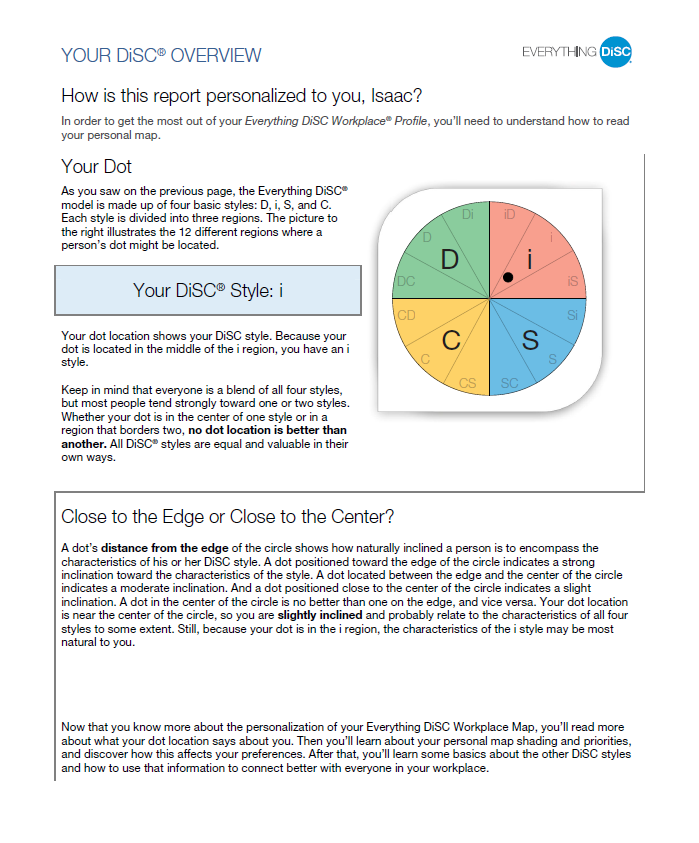 YOUR DiSC® OVERVIEW
EVERYTHING DiSC®
How is this report personalized to you, Isaac?
In order to get the most out of your Everything DiSC Workplace® Profile, you'll need to understand how to read
your personal map.
Your Dot
As you saw on the previous page, the Everything DiSC®
model is made up of four basic styles: D, i, S, and C.
Each style is divided into three regions. The picture to
the right illustrates the 12 different regions where a
person's dot might be located.
Your DiSC® Style: i
Your dot location shows your DiSC style. Because your
dot is located in the middle of the i region, you have an i
style.
Keep in mind that everyone is a blend of all four styles,
but most people tend strongly toward one or two styles.
Whether your dot is in the center of one style or in a
region that borders two, no dot location is better than
another. All DiSC® styles are equal and valuable in their
own ways.
Di iD
D i
D i
DC iS
CD Si
C S
C S
CS SC
Close to the Edge or Close to the Center?
A dot's distance from the edge of the circle shows how naturally inclined a person is to encompass the
characteristics of his or her DiSC style. A dot positioned toward the edge of the circle indicates a strong
inclination toward the characteristics of the style. A dot located between the edge and the center of the circle
indicates a moderate inclination. And a dot positioned close to the center of the circle indicates a slight
inclination. A dot in the center of the circle is no better than one on the edge, and vice versa. Your dot location
is near the center of the circle, so you are slightly inclined and probably relate to the characteristics of all four
styles to some extent. Still, because your dot is in the i region, the characteristics of the i style may be most
natural to you.
Now that you know more about the personalization of your Everything DiSC Workplace Map, you'll read more
about what your dot location says about you. Then you'll learn about your personal map shading and priorities,
and discover how this affects your preferences. After that, you'll learn some basics about the other DiSC styles
and how to use that information to connect better with everyone in your workplace.